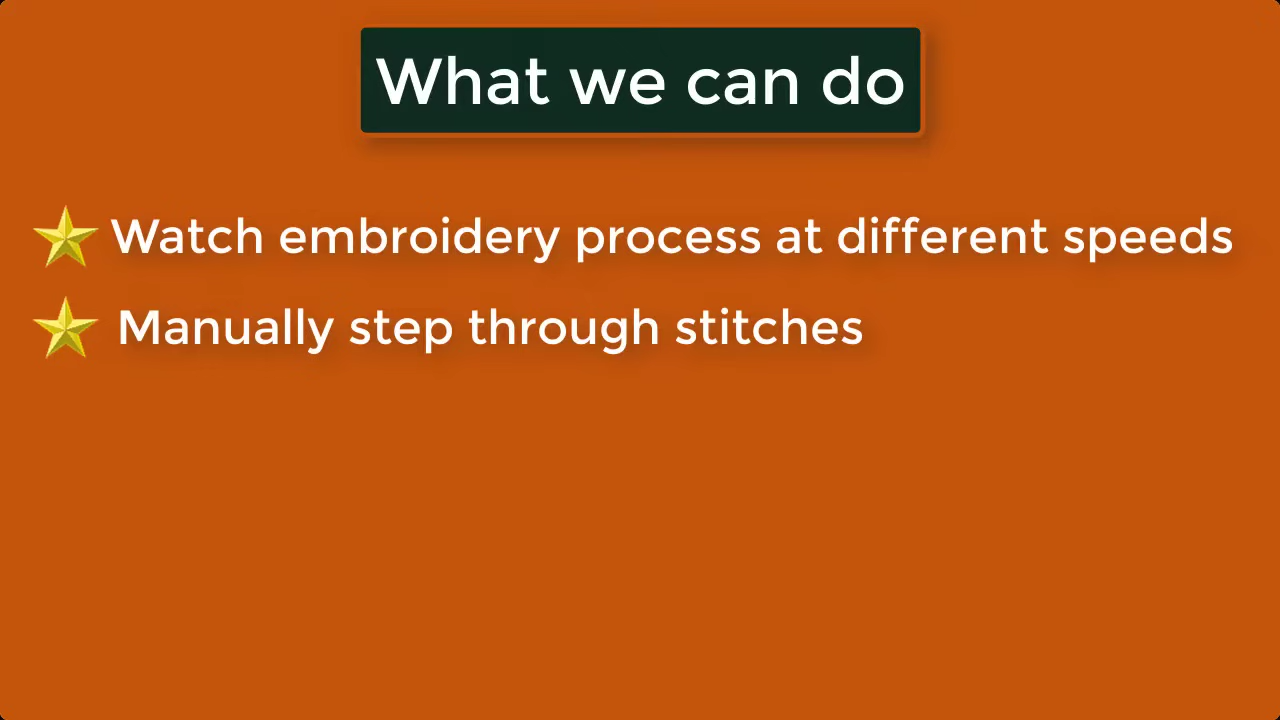 What we can do
Watch embroidery process at different speeds
Manually step through stitches